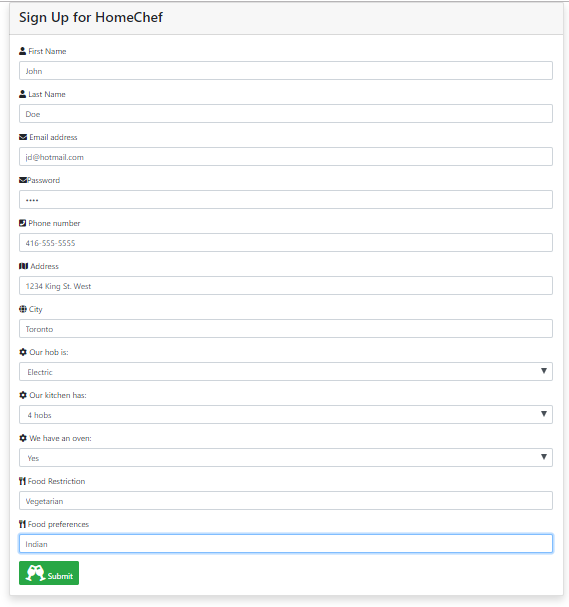 Sign Up for HomeChef
First Name
John
Last Name
Doe
Email address
jd@hotmail.com
Password
••••
Phone number
416-555-5555
Address
1234 King St. West
City
Toronto
Our hob is:
Electric
Our kitchen has:
4 hobs
We have an oven:
Yes
Food Restriction
Vegetarian
Food preferences
Indian
Submit